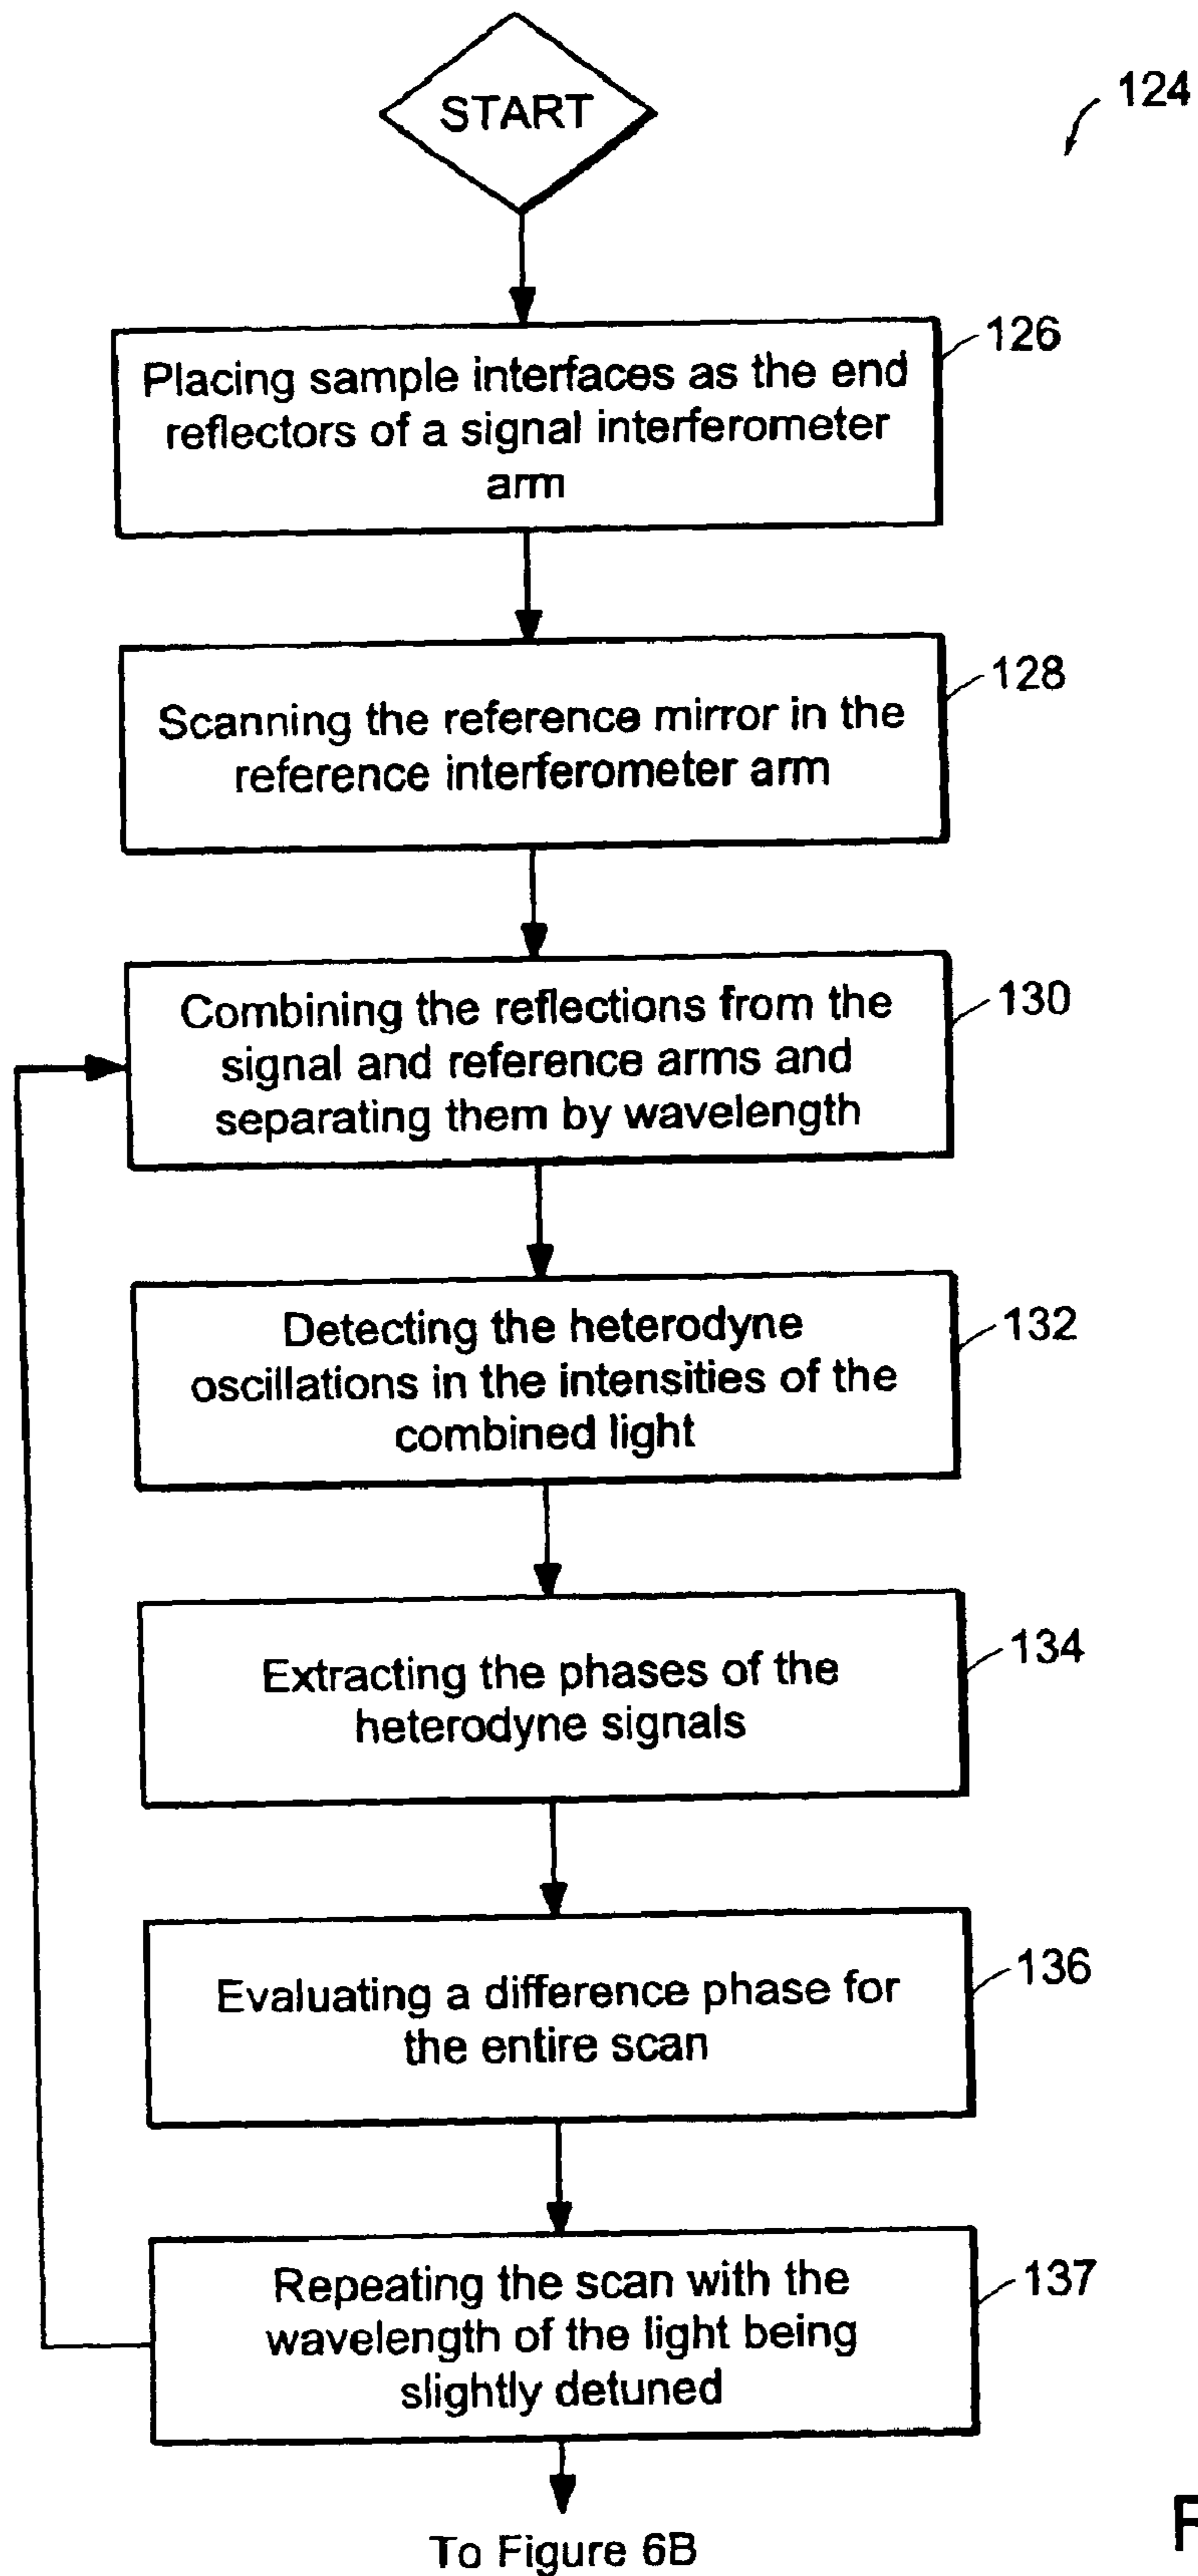 START
124
Placing sample interfaces as the end
reflectors of a signal interferometer
arm
126
Scanning the reference mirror in the
reference interferometer arm
128
Combining the reflections from the
signal and reference arms and
separating them by wavelength
130
Detecting the heterodyne
oscillations in the intensities of the
combined light
132
Extracting the phases of the
heterodyne signals
134
Evaluating a difference phase for
the entire scan
136
Repeating the scan with the
wavelength of the light being
slightly detuned
137
To Figure 6B